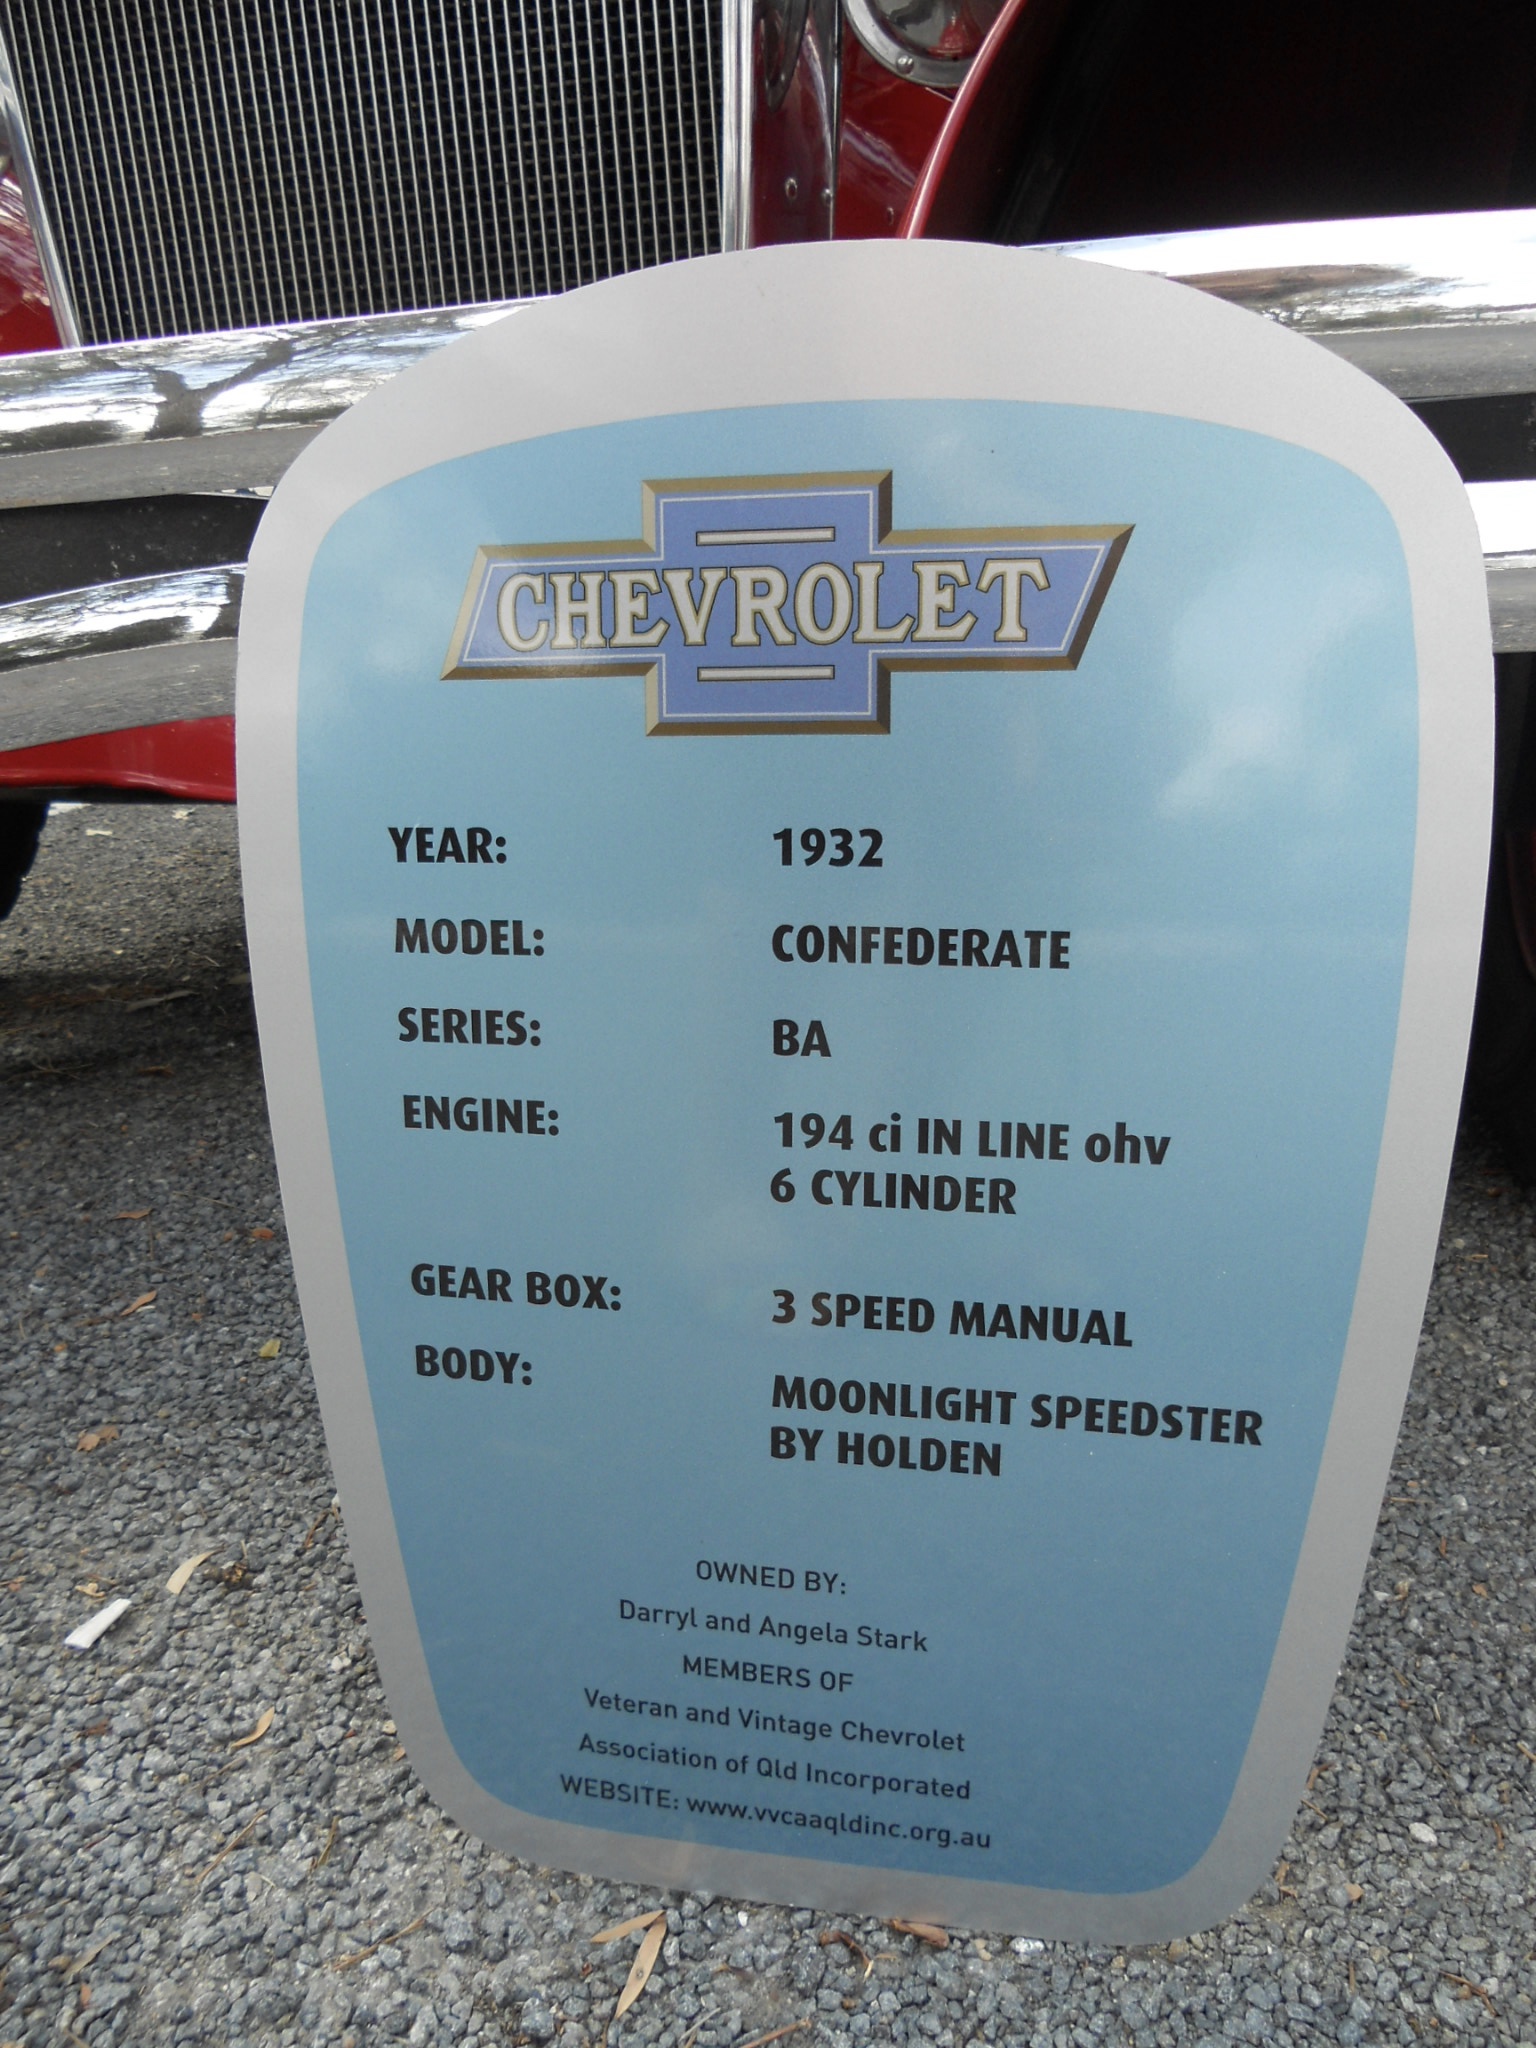 CHEVROLET
YEAR: 1932
MODEL: CONFEDERATE
SERIES: BA
ENGINE: 194 ci IN LINE ohv
6 CYLINDER
GEAR BOX: 3 SPEED MANUAL
BODY: MOONLIGHT SPEEDSTER
BY HOLDEN
OWNED BY:
Darryl and Angela Stark
MEMBERS OF
Veteran and Vintage Chevrolet
Association of Qld Incorporated
WEBSITE: www.vvcaaqldinc.org.au